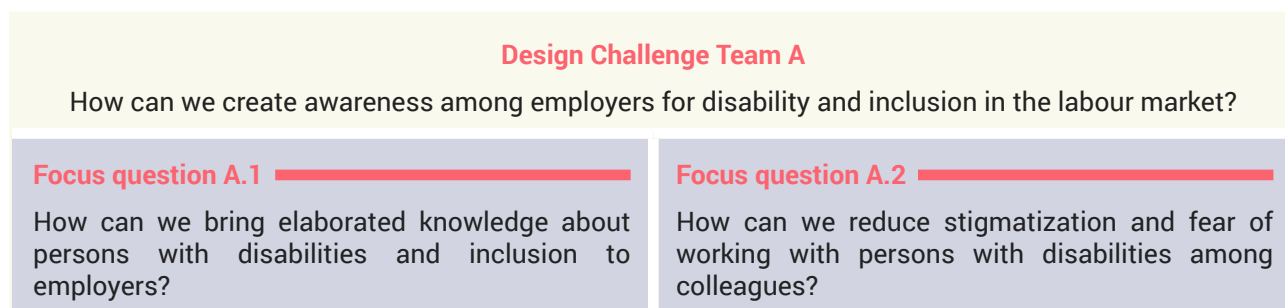 Design Challenge Team A
How can we create awareness among employers for disability and inclusion in the labour market?
Focus question A.1
How can we bring elaborated knowledge about
persons with disabilities and inclusion to
employers?
Focus question A.2
How can we reduce stigmatization and fear of
working with persons with disabilities among
colleagues?